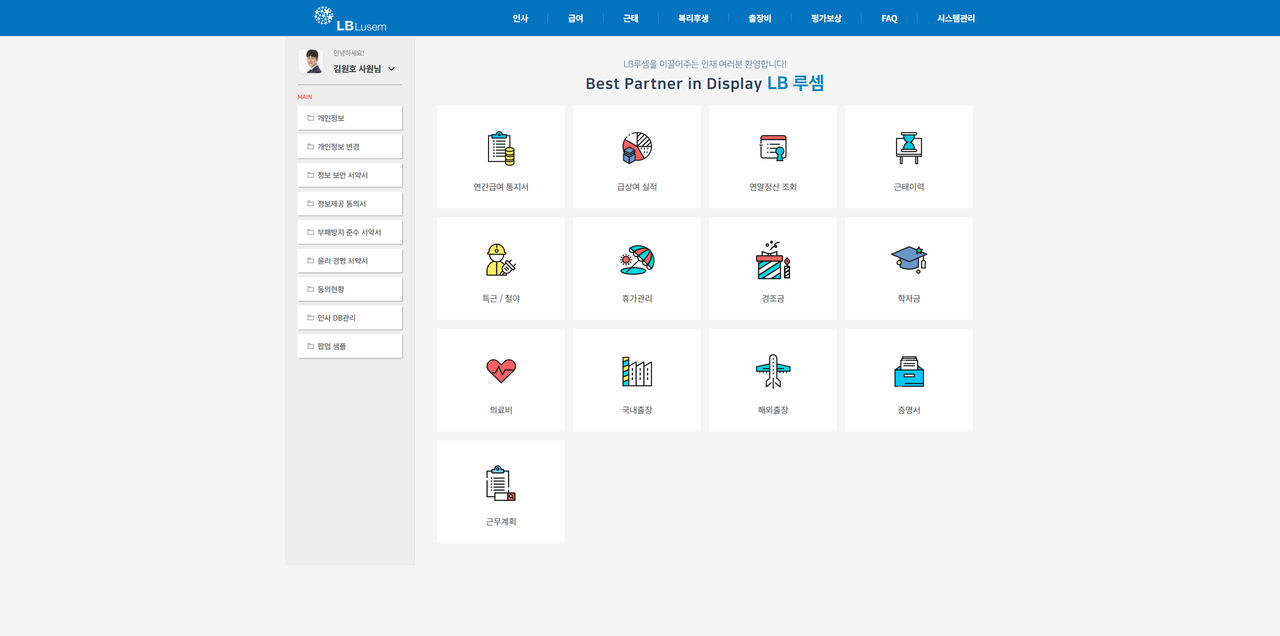 LB Lusem
인사
급여
근태
복리후생
출장비
평가보상
FAQ
시스템관리
안녕하세요!
김원호 사원님
MAIN
개인정보
개인정보 변경
정보 보안 서약서
정보제공 동의서
부패방지 준수 서약서
윤리 경영 서약서
동의현황
인사 DB관리
팝업 샘플
LB루셈을 이끌어주는 인재 여러분 환영합니다!
Best Partner in Display LB 루셈
연간급여 통지서
급상여 실적
연말정산 조회
근태이력
특근 / 철야
휴가관리
경조금
학자금
의료비
국내출장
해외출장
증명서
근무계획